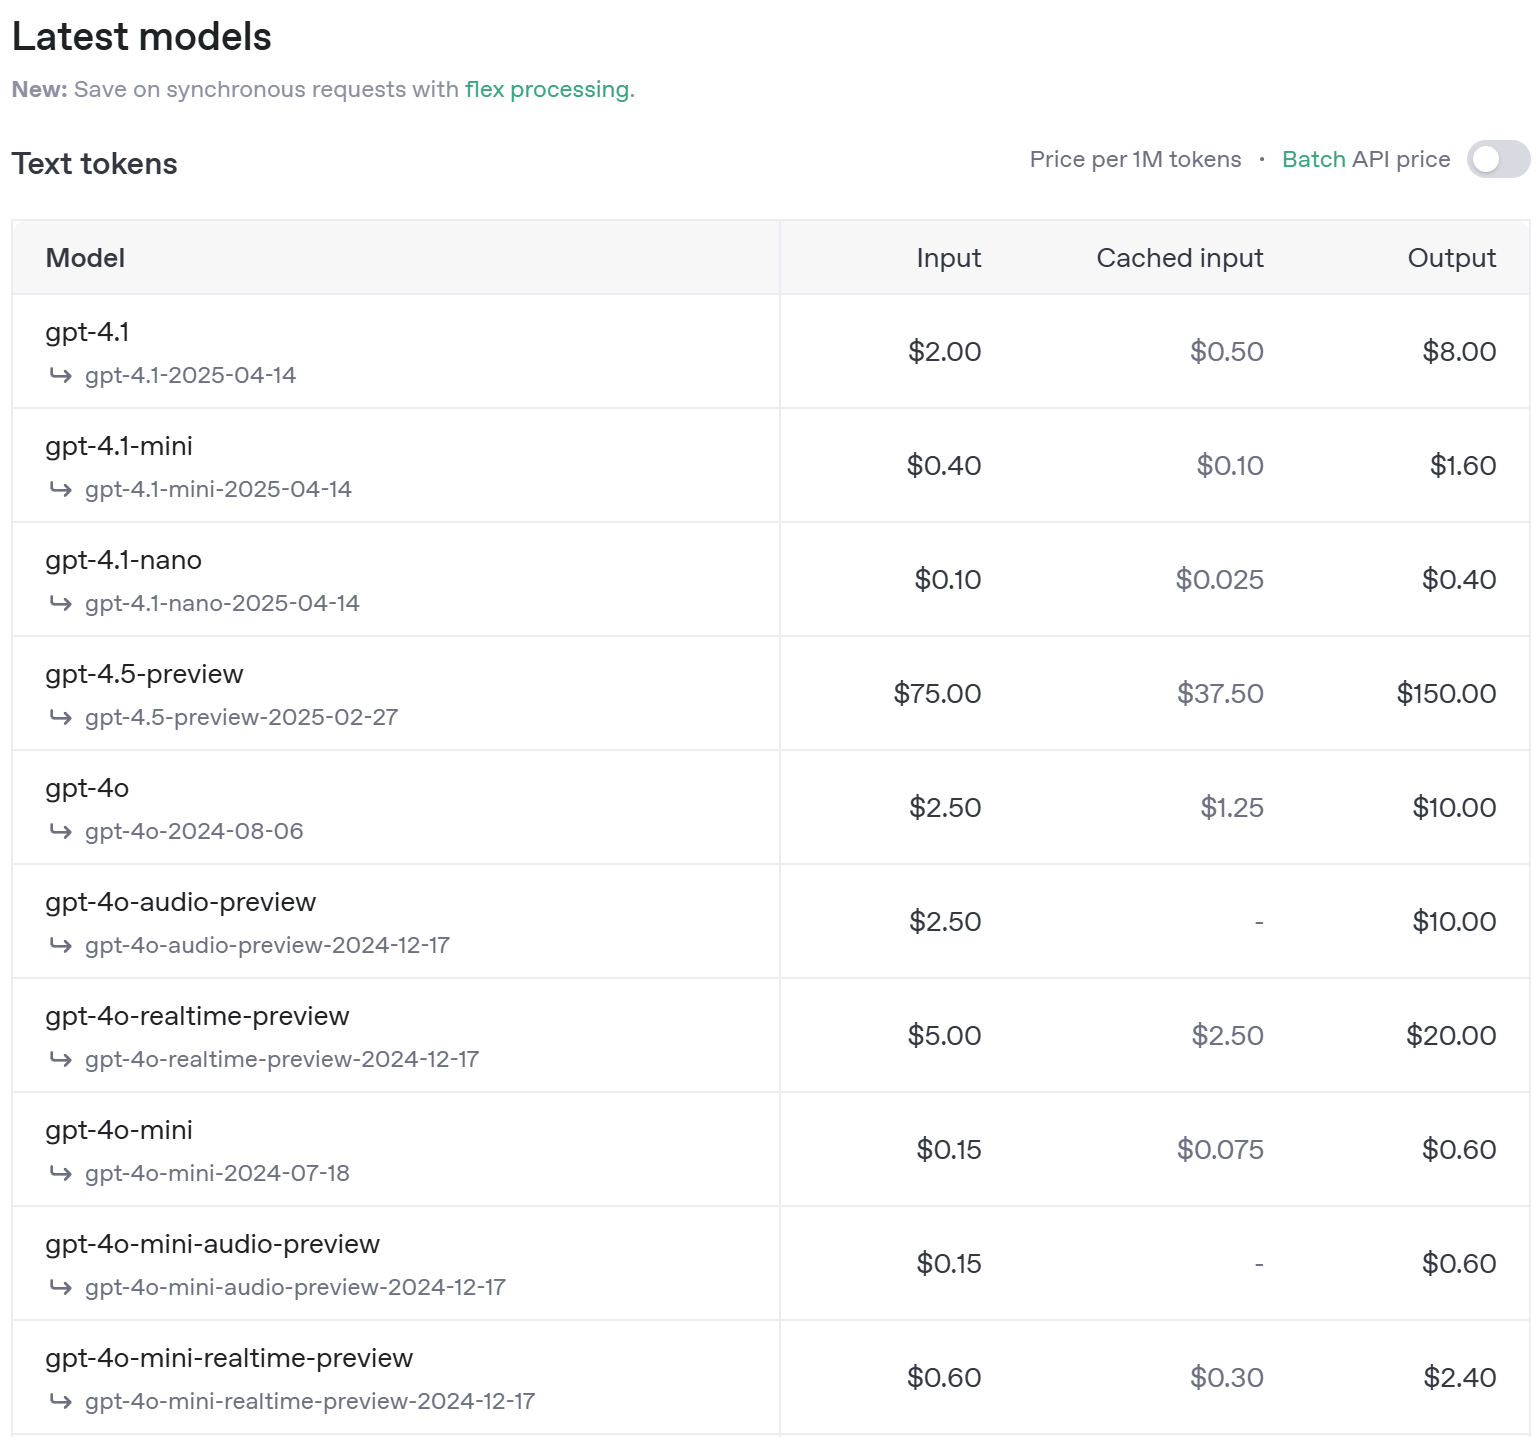 Latest models
New: Save on synchronous requests with flex processing.
Text tokens
Price per 1M tokens • Batch API price
Model Input Cached input Output
gpt-4.1
↳ gpt-4.1-2025-04-14
$2.00 $0.50 $8.00
gpt-4.1-mini
↳ gpt-4.1-mini-2025-04-14
$0.40 $0.10 $1.60
gpt-4.1-nano
↳ gpt-4.1-nano-2025-04-14
$0.10 $0.025 $0.40
gpt-4.5-preview
↳ gpt-4.5-preview-2025-02-27
$75.00 $37.50 $150.00
gpt-4o
↳ gpt-4o-2024-08-06
$2.50 $1.25 $10.00
gpt-4o-audio-preview
↳ gpt-4o-audio-preview-2024-12-17
$2.50 - $10.00
gpt-4o-realtime-preview
↳ gpt-4o-realtime-preview-2024-12-17
$5.00 $2.50 $20.00
gpt-4o-mini
↳ gpt-4o-mini-2024-07-18
$0.15 $0.075 $0.60
gpt-4o-mini-audio-preview
↳ gpt-4o-mini-audio-preview-2024-12-17
$0.15 - $0.60
gpt-4o-mini-realtime-preview
↳ gpt-4o-mini-realtime-preview-2024-12-17
$0.60 $0.30 $2.40